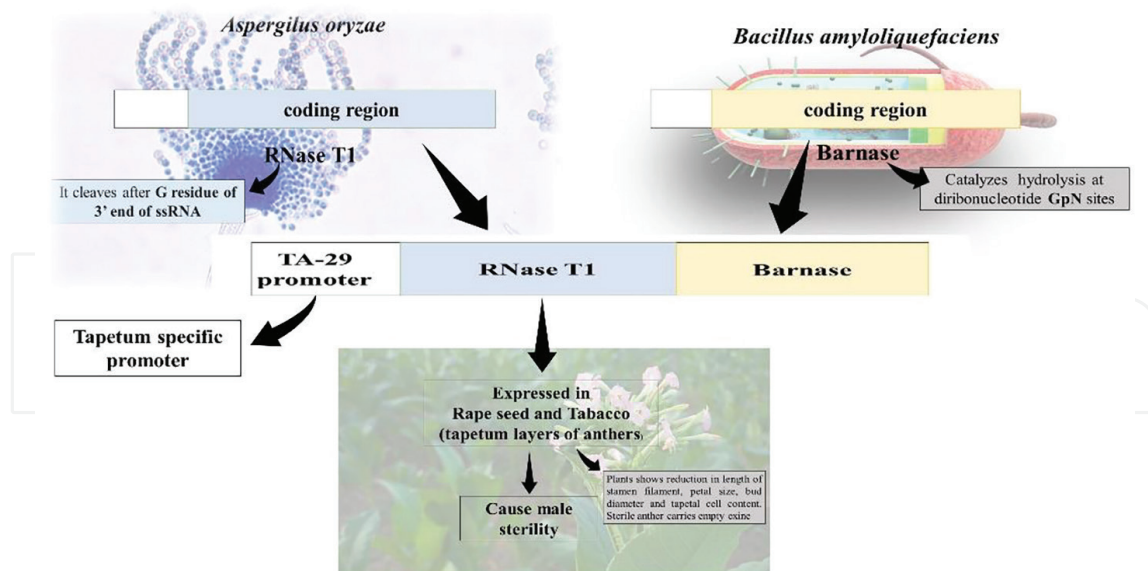 Aspergilus oryzae
coding region
RNase T1
It cleaves after G residue of
3' end of ssRNA
Bacillus amyloliquefaciens
coding region
Barnase
Catalyzes hydrolysis at
diribonucleotide GpN sites
TA-29
promoter
RNase T1
Barnase
Tapetum specific
promoter
Expressed in
Rape seed and Tabacco
(tapetum layers of anthers)
Cause male
sterility
Plants shows reduction in length of
stamen filament, petal size, bud
diameter and tapetal cell content.
Sterile anther carries empty exine